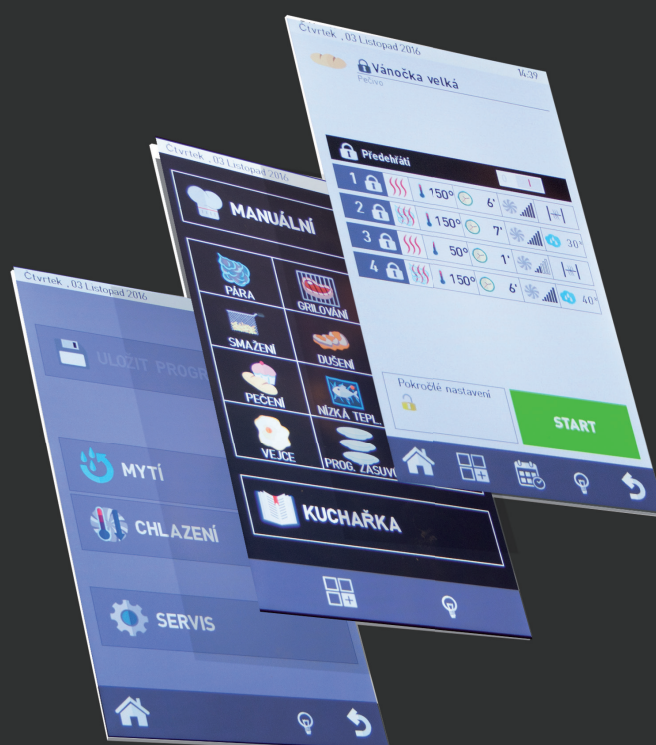 Čtvrtek , 03 Listopad 2016
14:39
Vánočka velká
Pečivo
Předehřátí
1 150° 6'
2 150° 7' 30"
3 50° 1'
4 150° 6' 40"
Pokročilé nastavení
START
Čtvrtek , 03 Listopad 2016
MANUÁLNÍ
PÁRA
GRILOVÁNÍ
SMAŽENÍ
DUŠENÍ
PEČENÍ
NÍZKÁ TEPL..
VEJCE
PROG. ZÁSUV
KUCHAŘKA
Čtvrtek , 03 Listopad 2016
ULOŽIT PROGR
MYTÍ
CHLAZENÍ
SERVIS